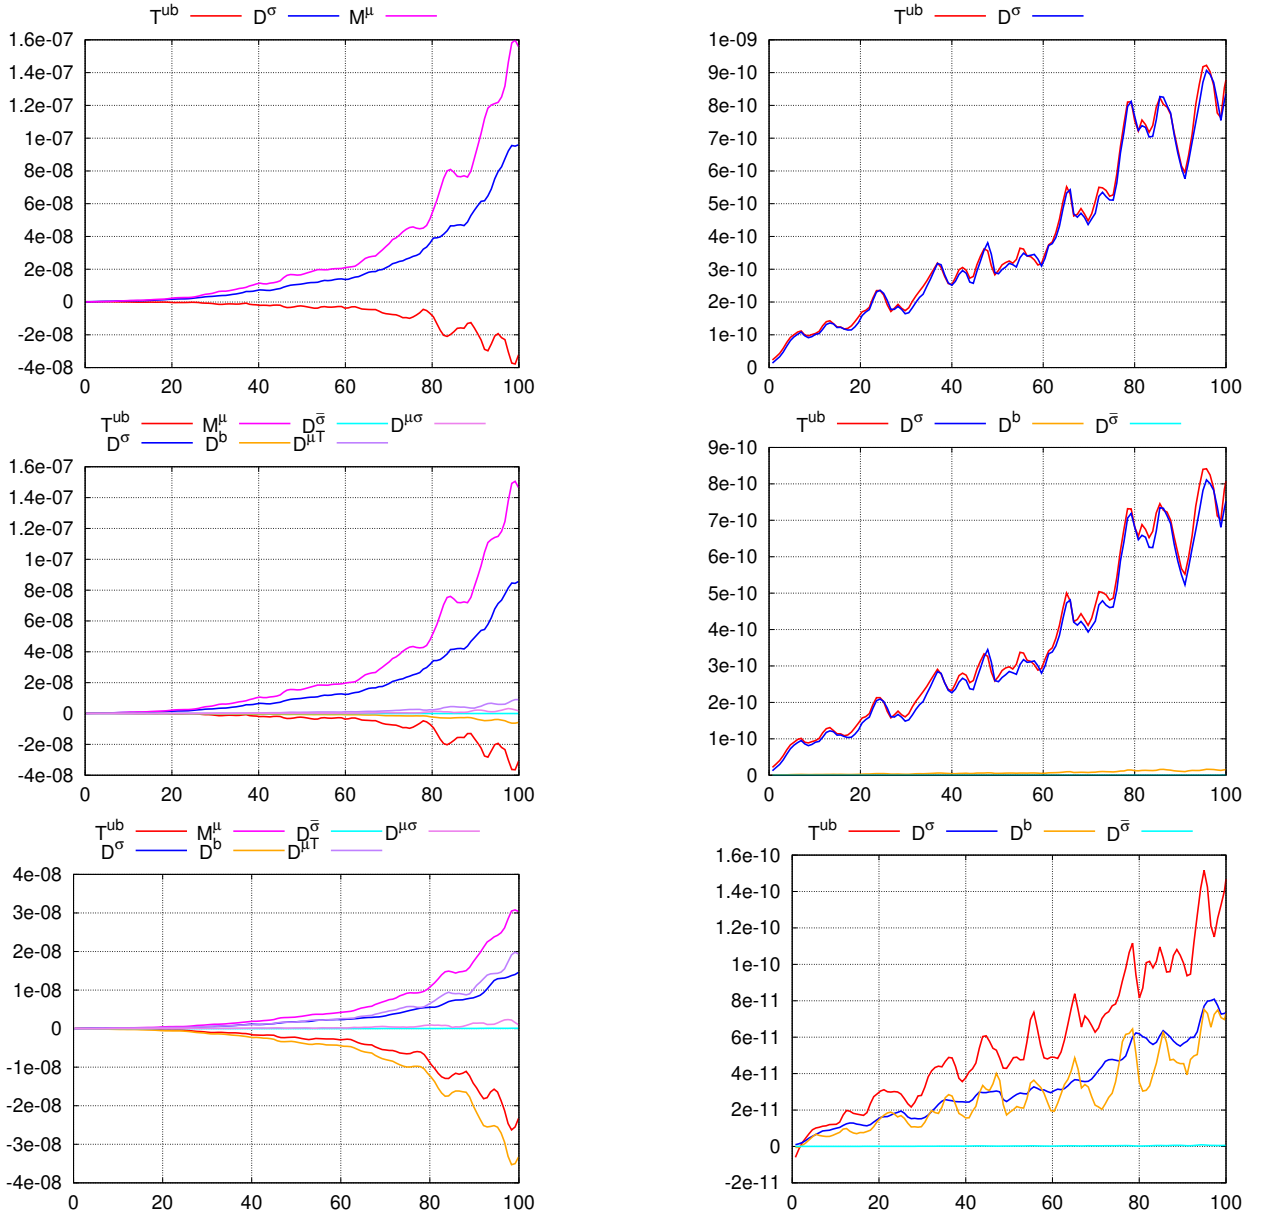 T^ub D^σ M^μ
1.6e-07
1.4e-07
1.2e-07
1e-07
8e-08
6e-08
4e-08
2e-08
0
-2e-08
-4e-08
0 20 40 60 80 100
T^ub D^σ
1e-09
9e-10
8e-10
7e-10
6e-10
5e-10
4e-10
3e-10
2e-10
1e-10
0
0 20 40 60 80 100
T^ub M^μ D^σ̅ D^μσ
D^σ D^b D^μT
1.6e-07
1.4e-07
1.2e-07
1e-07
8e-08
6e-08
4e-08
2e-08
0
-2e-08
-4e-08
0 20 40 60 80 100
T^ub D^σ D^b D^σ̅
9e-10
8e-10
7e-10
6e-10
5e-10
4e-10
3e-10
2e-10
1e-10
0
0 20 40 60 80 100
T^ub M^μ D^σ̅ D^μσ
D^σ D^b D^μT
4e-08
3e-08
2e-08
1e-08
0
-1e-08
-2e-08
-3e-08
-4e-08
0 20 40 60 80 100
T^ub D^σ D^b D^σ̅
1.6e-10
1.4e-10
1.2e-10
1e-10
8e-11
6e-11
4e-11
2e-11
0
-2e-11
0 20 40 60 80 100